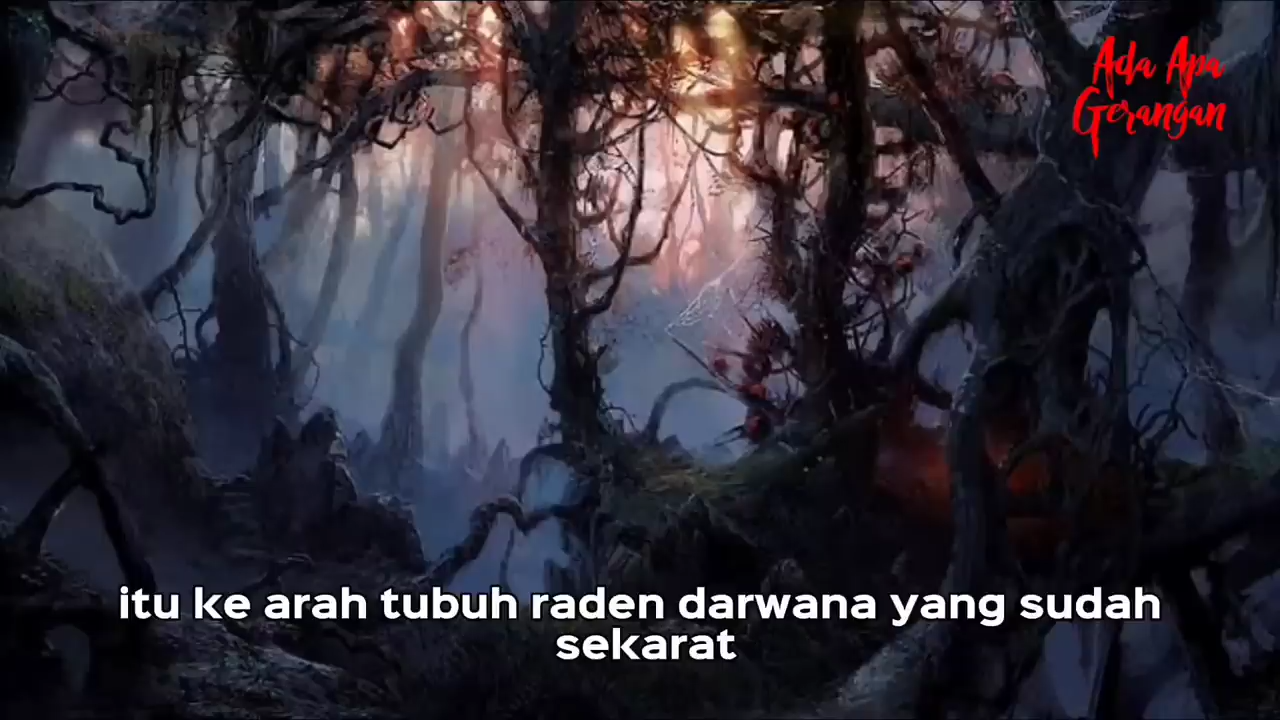 Ada Apa
Gerangan
itu ke arah tubuh raden darwana yang sudah
sekarat